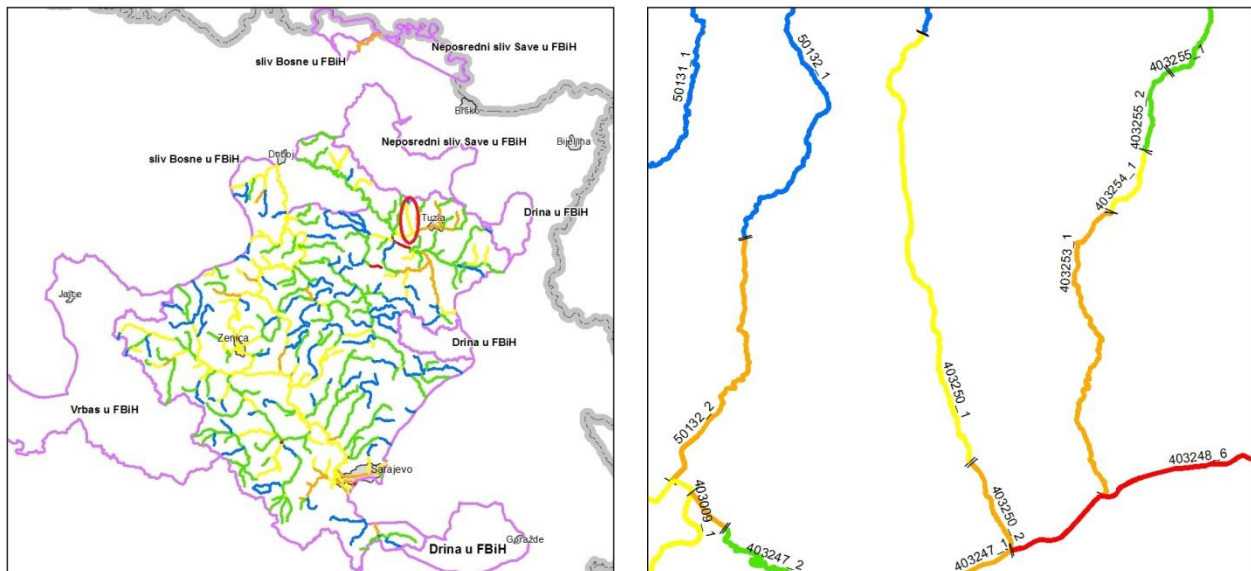 Neposredni sliv Save u FBiH
sliv Bosne u FBiH
Brčko
Neposredni sliv Save u FBiH
Bijeljina
sliv Bosne u FBiH
Doboj
Drina u FBiH
Tuzla
Jajce
Zenica
Drina u FBiH
Vrbas u FBiH
Sarajevo
Drina u FBiH
Goražde
50131_1
50132_1
403255_1
403255_2
403254_1
403253_1
403250_1
50132_2
403248_6
403009_1
403250_2
403247_1
403247_2